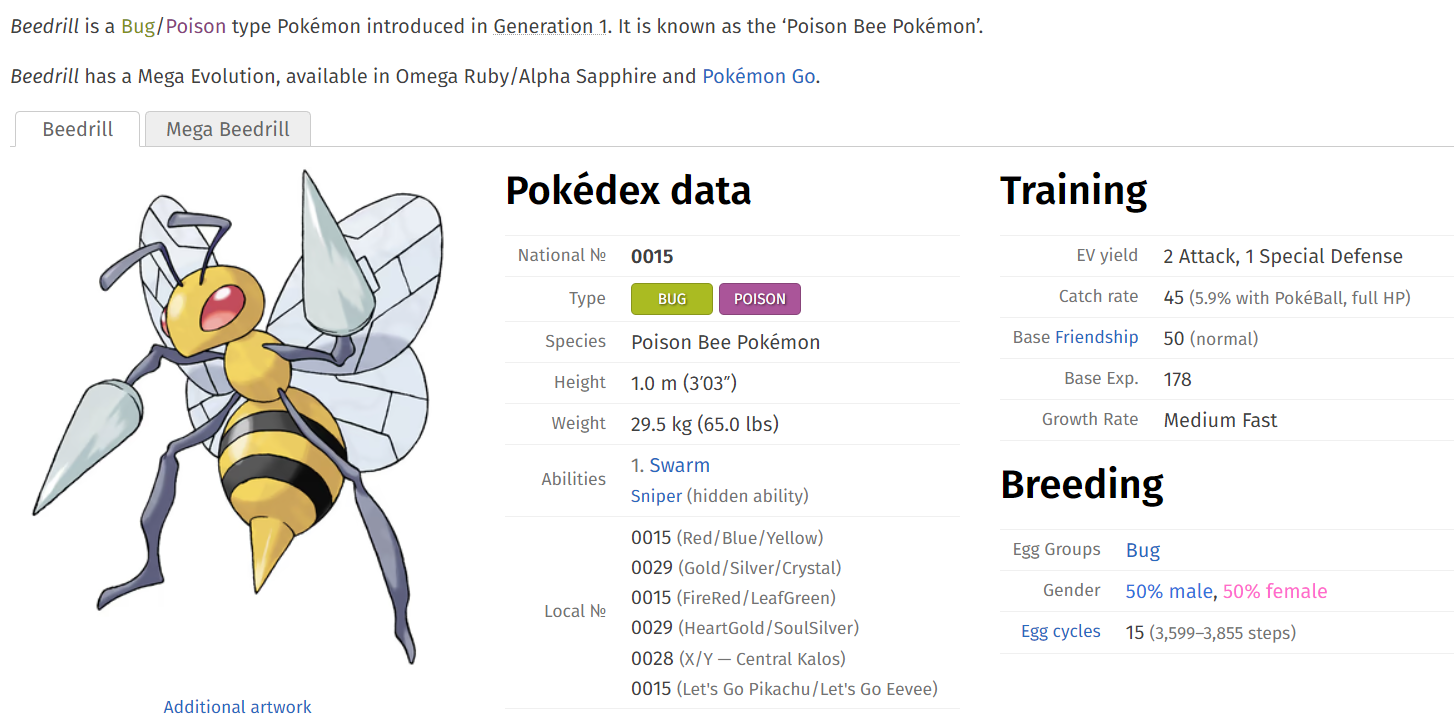 Beedrill is a Bug/Poison type Pokémon introduced in Generation 1. It is known as the ‘Poison Bee Pokémon’.
Beedrill has a Mega Evolution, available in Omega Ruby/Alpha Sapphire and Pokémon Go.
Beedrill
Mega Beedrill
Additional artwork
Pokédex data
National № 0015
Type BUG POISON
Species Poison Bee Pokémon
Height 1.0 m (3′03″)
Weight 29.5 kg (65.0 lbs)
Abilities
1. Swarm
Sniper (hidden ability)
Local №
0015 (Red/Blue/Yellow)
0029 (Gold/Silver/Crystal)
0015 (FireRed/LeafGreen)
0029 (HeartGold/SoulSilver)
0028 (X/Y — Central Kalos)
0015 (Let's Go Pikachu/Let's Go Eevee)
Training
EV yield 2 Attack, 1 Special Defense
Catch rate 45 (5.9% with PokéBall, full HP)
Base Friendship 50 (normal)
Base Exp. 178
Growth Rate Medium Fast
Breeding
Egg Groups Bug
Gender 50% male, 50% female
Egg cycles 15 (3,599–3,855 steps)